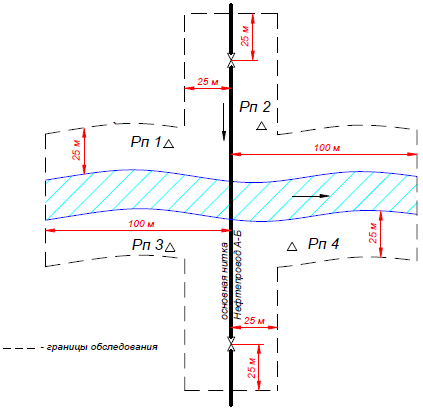 25 м
25 м
Рп 2
Рп 1
25 м
100 м
100 м
Рп 3
Рп 4
25 м
основная нитка
Нефтепровод А-Б
25 м
25 м
- границы обследования